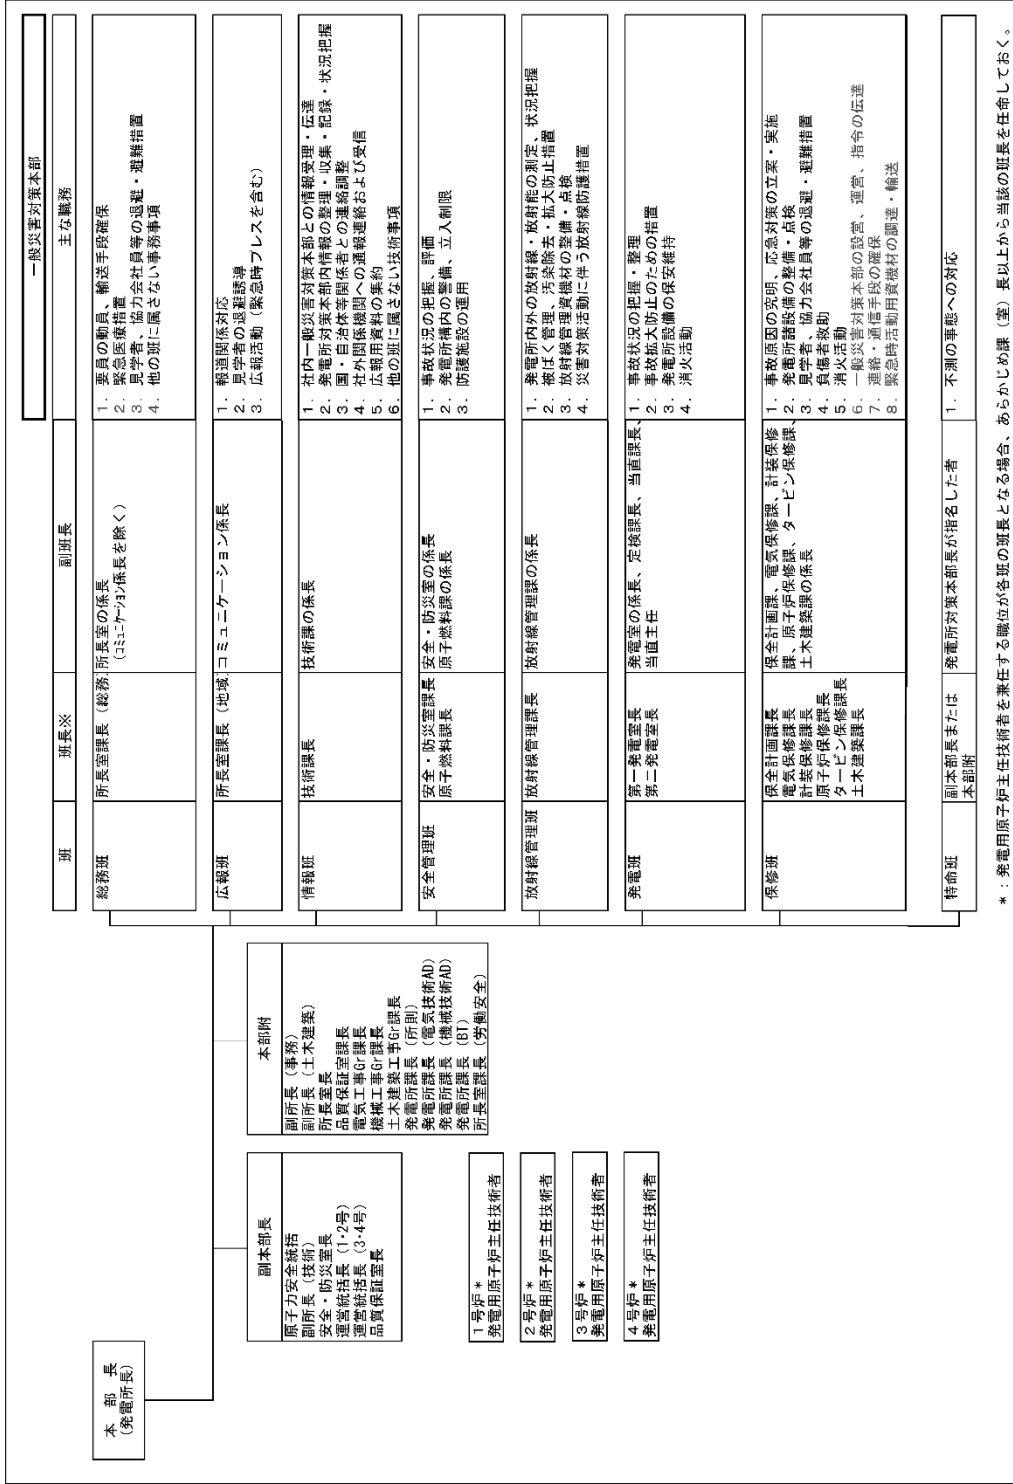 一般災害対策本部
本　部　長
(発電所長)
副本部長
原子力安全統括
副所長（技術）
安全・防災室長
運営統括長（1・2号）
運営統括長（3・4号）
品質保証室長
1号炉＊
発電用原子炉主任技術者
2号炉＊
発電用原子炉主任技術者
3号炉＊
発電用原子炉主任技術者
4号炉＊
発電用原子炉主任技術者
本部附
副所長（事務）
副所長（土木建築）
所長室長
品質保証室課長
電気工事Gr課長
機械工事Gr課長
土木建築工事Gr課長
発電所課長（所則）
発電所課長（電気技術AD）
発電所課長（機械技術AD）
発電所課長（BT）
所長室課長（労働安全）
班
班長※
副班長
主な職務
総務班
所長室課長（総務）
所長室の係長
（コミュニケーション係長を除く）
1. 要員の動員、輸送手段確保
2. 緊急医療措置
3. 見学者、協力会社員等の退避・避難措置
4. 他の班に属さない事務事項
広報班
所長室課長（地域）
コミュニケーション係長
1. 報道関係対応
2. 見学者の退避誘導
3. 広報活動（緊急時プレスを含む）
情報班
技術課長
技術課の係長
1. 社内一般災害対策本部との情報受理・伝達
2. 発電所対策本部内情報の整理・収集・記録・状況把握
3. 国・自治体等関係者との連絡調整
4. 社外関係機関への通報連絡および受信
5. 広報用資料の集約
6. 他の班に属さない技術事項
安全管理班
安全・防災室課長
原子燃料課長
安全・防災室の係長
原子燃料課の係長
1. 事故状況の把握、評価
2. 発電所構内の警備、立入制限
3. 防護施設の運用
放射線管理班
放射線管理課長
放射線管理課の係長
1. 発電所内外の放射線・放射能の測定、状況把握
2. 被ばく管理、汚染除去・拡大防止措置
3. 放射線管理資機材の整備・点検
4. 災害対策活動に伴う放射線防護措置
発電班
第一発電室長
第二発電室長
発電室の係長、定検課長、当直課長、
当直主任
1. 事故状況の把握・整理
2. 事故拡大防止のための措置
3. 発電所設備の保安維持
4. 消火活動
保修班
保全計画課長
電気保修課長
計装保修課長
原子炉保修課長
タービン保修課長
土木建築課長
保全計画課、電気保修課、計装保修
課、原子炉保修課、タービン保修課、
土木建築課の係長
1. 事故原因の究明、応急対策の立案・実施
2. 発電所諸設備の整備・点検
3. 見学者、協力会社員等の退避・避難措置
4. 負傷者救助
5. 消火活動
6. 一般災害対策本部の設営、運営、指令の伝達
7. 連絡・通信手段の確保
8. 緊急時活動用資機材の調達・輸送
特命班
副本部長または
本部附
発電所対策本部長が指名した者
1. 不測の事態への対応
＊：発電用原子炉主任技術者を兼任する職位が各班の班長となる場合、あらかじめ課（室）長以上から当該の班長を任命しておく。